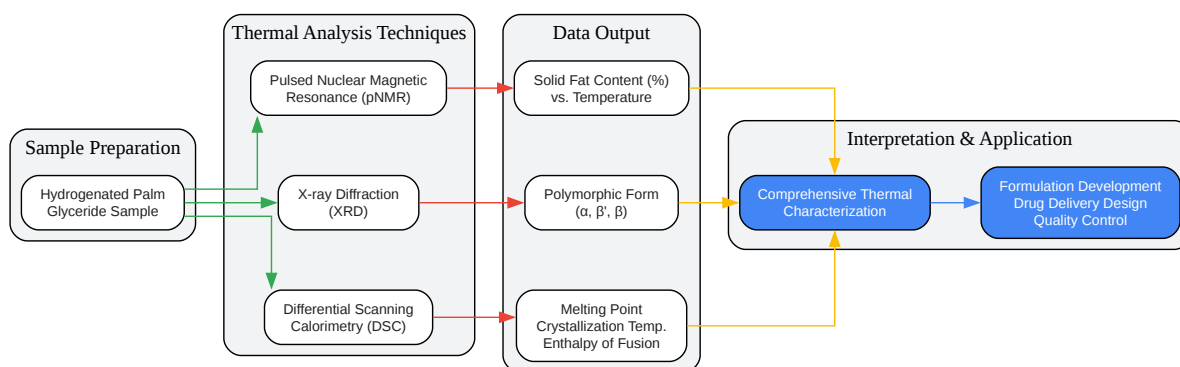 Sample Preparation
Hydrogenated Palm
Glyceride Sample
Thermal Analysis Techniques
Pulsed Nuclear Magnetic
Resonance (pNMR)
X-ray Diffraction
(XRD)
Differential Scanning
Calorimetry (DSC)
Data Output
Solid Fat Content (%)
vs. Temperature
Polymorphic Form
(α, β', β)
Melting Point
Crystallization Temp.
Enthalpy of Fusion
Interpretation & Application
Comprehensive Thermal
Characterization
Formulation Development
Drug Delivery Design
Quality Control